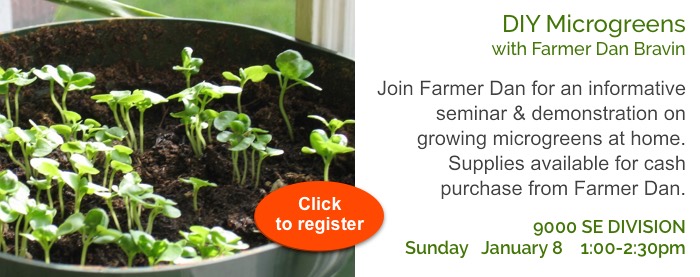 DIY Microgreens
with Farmer Dan Bravin
Join Farmer Dan for an informative
seminar & demonstration on
growing microgreens at home.
Supplies available for cash
purchase from Farmer Dan.
Click
to register
9000 SE DIVISION
Sunday January 8 1:00-2:30pm